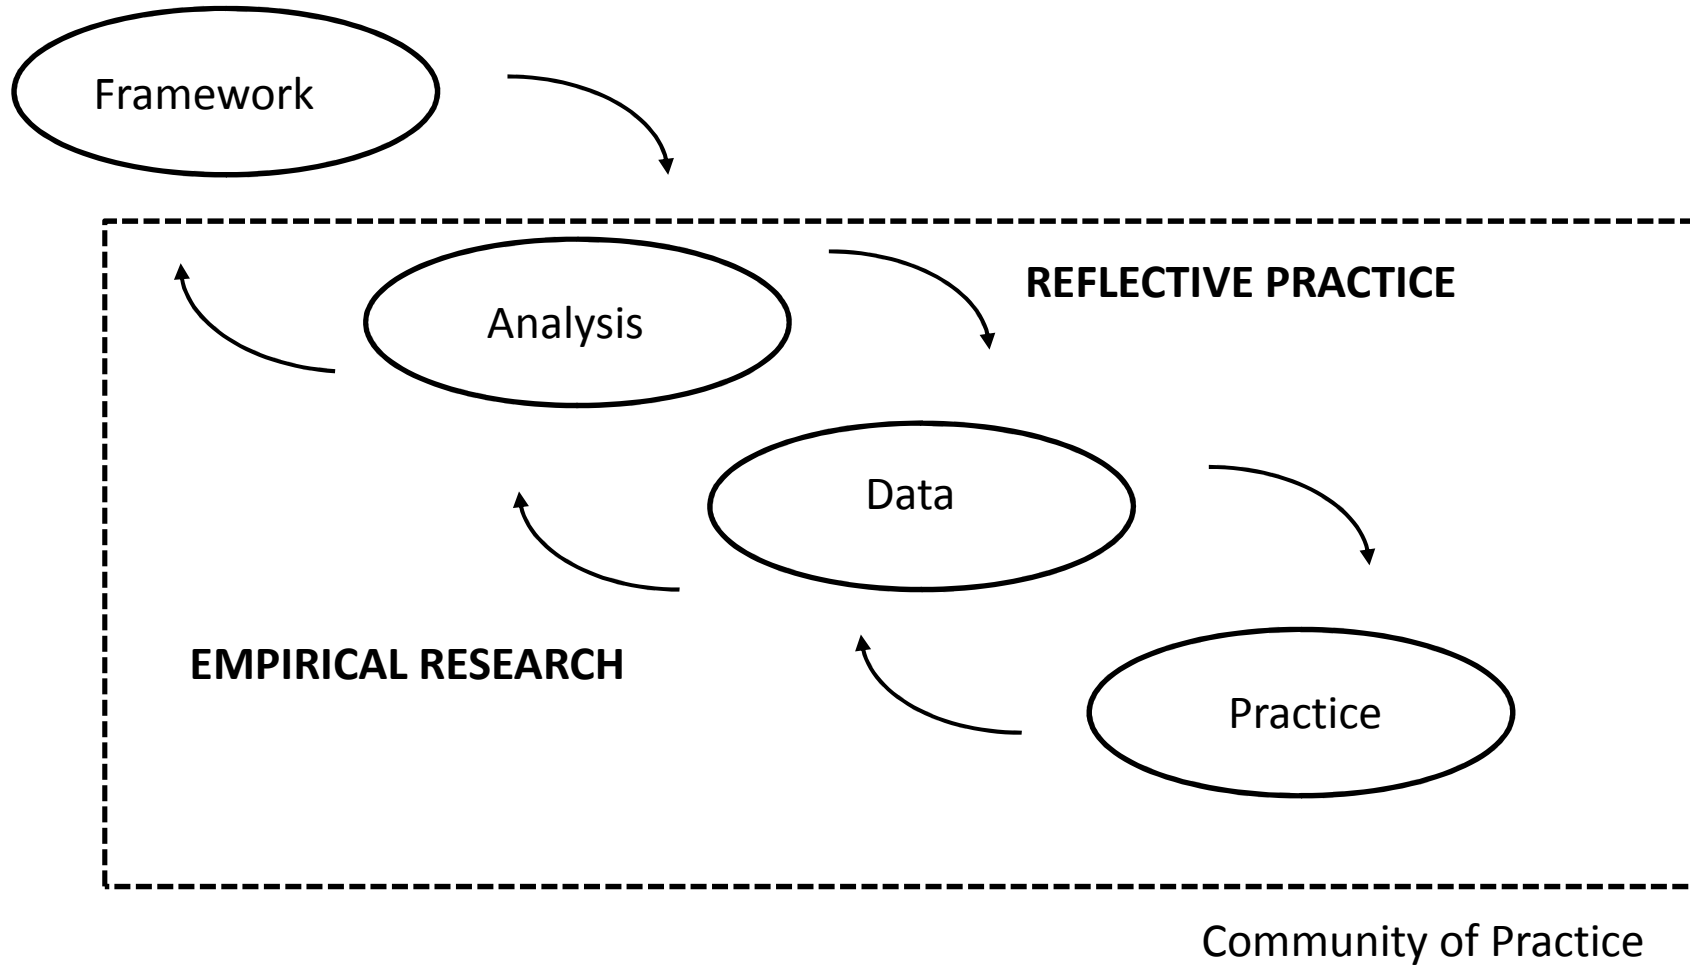 Framework
REFLECTIVE PRACTICE
Analysis
Data
EMPIRICAL RESEARCH
Practice
Community of Practice